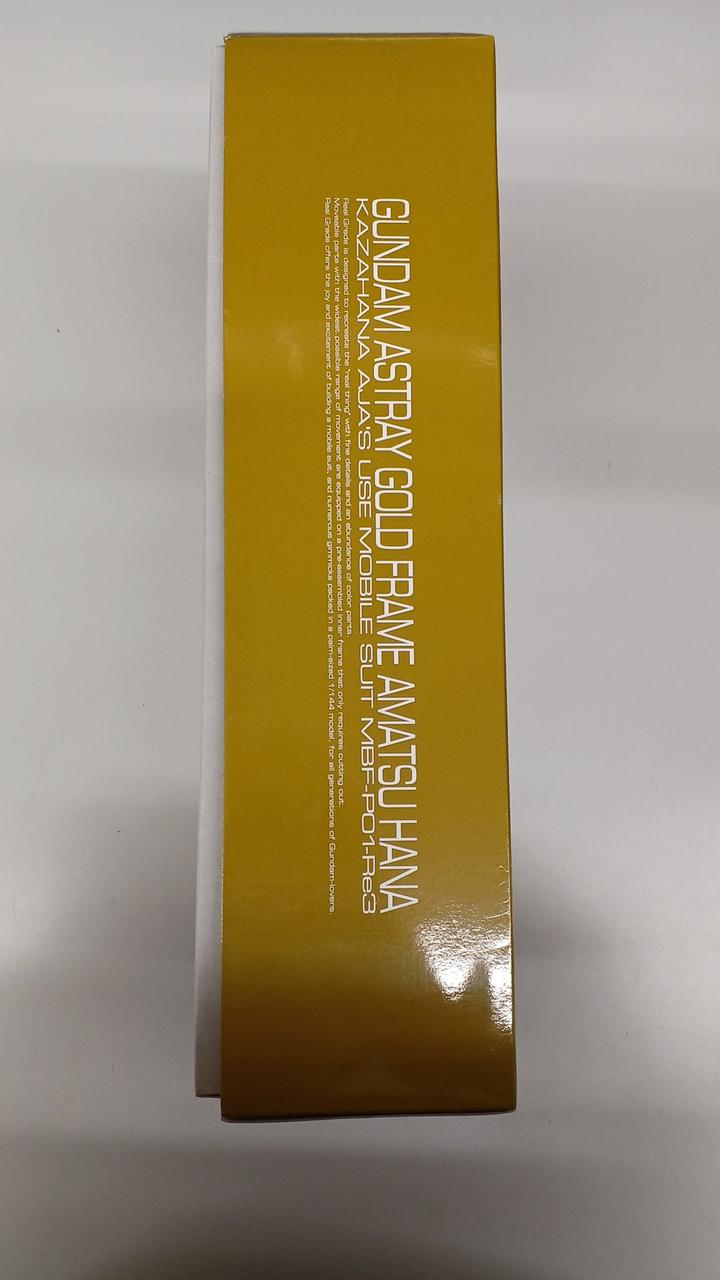 GUNDAM ASTRAY GOLD FRAME AMATSU HANA
KAZAHANA AJA'S USE MOBILE SUIT MBF-P01-Re3
Real Grade is designed to recreate the "real thing" with fine details and an abundance of color parts.
Moveable parts with the widest possible range of movement are equipped on a pre-assembled inner frame that only requires cutting out.
Real Grade offers the joy and excitement of building a mobile suit, and numerous gimmicks packed in a palm-sized 1/144 model, for all generations of Gundam-lovers.